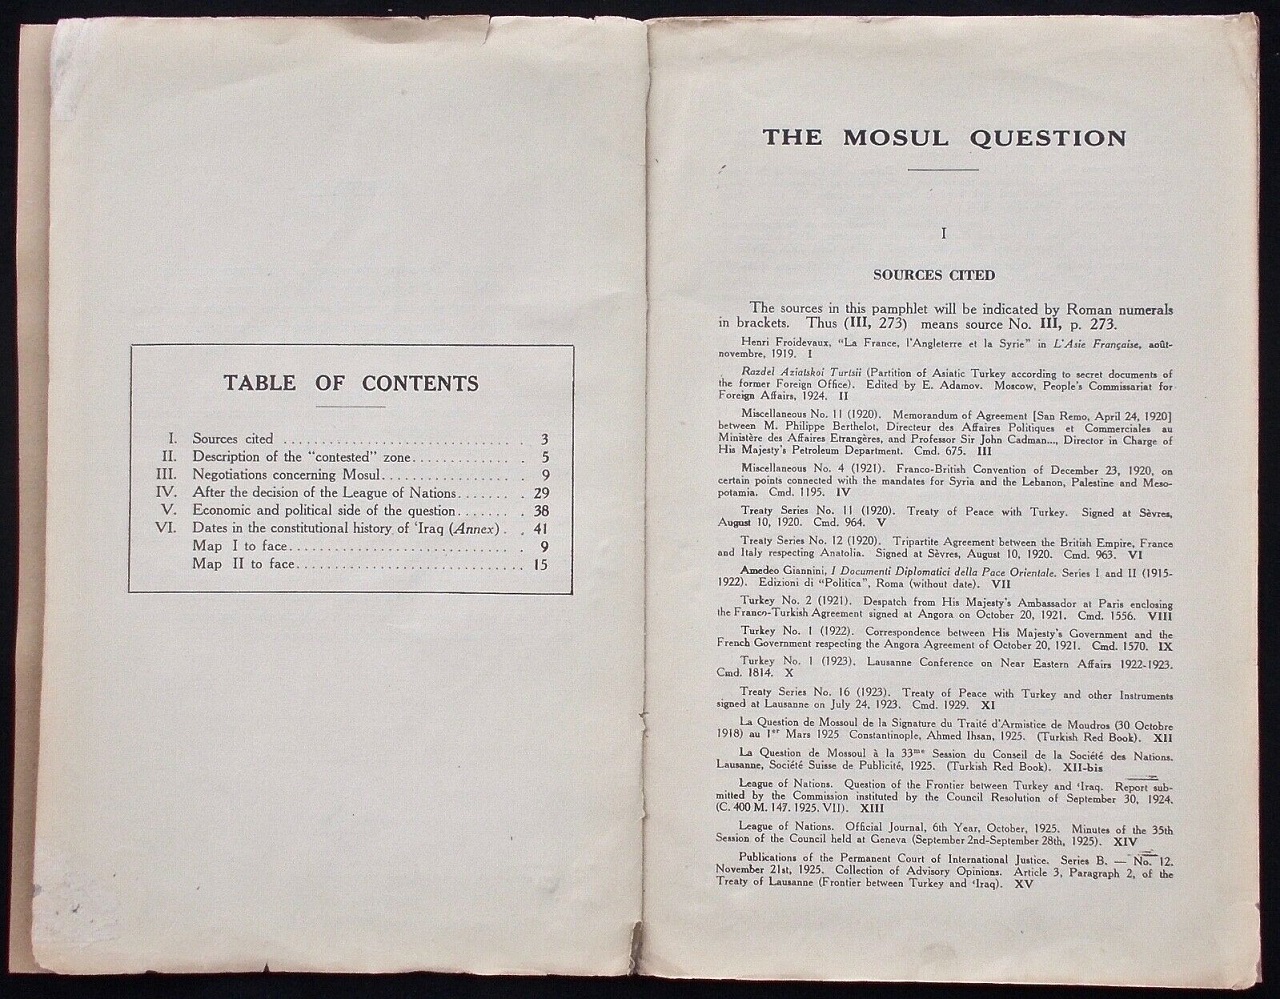 TABLE OF CONTENTS
I. Sources cited . . . . . . . . . . . . . . . . . . . . . . . . . . . . . . 3
II. Description of the "contested" zone. . . . . . . . . . . . . . 5
III. Negotiations concerning Mosul. . . . . . . . . . . . . . . . . . 9
IV. After the decision of the League of Nations. . . . . . . . 29
V. Economic and political side of the question. . . . . . . . 38
VI. Dates in the constitutional history of ‘Iraq (Annex) . . . 41
Map I to face. . . . . . . . . . . . . . . . . . . . . . . . . . . . . 9
Map II to face. . . . . . . . . . . . . . . . . . . . . . . . . . . . 15
THE MOSUL QUESTION
I
SOURCES CITED
The sources in this pamphlet will be indicated by Roman numerals
in brackets. Thus (III, 273) means source No. III, p. 273.
Henri Froidevaux, "La France, l'Angleterre et la Syrie" in L'Asie Française, août-
novembre, 1919. I
Razdel Aziatskoi Turtsii (Partition of Asiatic Turkey according to secret documents of
the former Foreign Office). Edited by E. Adamov. Moscow, People's Commissariat for
Foreign Affairs, 1924. II
Miscellaneous No. 11 (1920). Memorandum of Agreement [San Remo, April 24, 1920]
between M. Philippe Berthelot, Directeur des Affaires Politiques et Commerciales au
Ministère des Affaires Etrangères, and Professor Sir John Cadman..., Director in Charge of
His Majesty's Petroleum Department. Cmd. 675. III
Miscellaneous No. 4 (1921). Franco-British Convention of December 23, 1920, on
certain points connected with the mandates for Syria and the Lebanon, Palestine and Meso-
potamia. Cmd. 1195. IV
Treaty Series No. 11 (1920). Treaty of Peace with Turkey. Signed at Sèvres,
August 10, 1920. Cmd. 964. V
Treaty Series No. 12 (1920). Tripartite Agreement between the British Empire, France
and Italy respecting Anatolia. Signed at Sèvres, August 10, 1920. Cmd. 963. VI
Amedeo Giannini, I Documenti Diplomatici della Pace Orientale. Series I and II (1915-
1922). Edizioni di "Politica", Roma (without date). VII
Turkey No. 2 (1921). Despatch from His Majesty's Ambassador at Paris enclosing
the Franco-Turkish Agreement signed at Angora on October 20, 1921. Cmd. 1556. VIII
Turkey No. 1 (1922). Correspondence between His Majesty's Government and the
French Government respecting the Angora Agreement of October 20, 1921. Cmd. 1570. IX
Turkey No. 1 (1923). Lausanne Conference on Near Eastern Affairs 1922-1923.
Cmd. 1814. X
Treaty Series No. 16 (1923). Treaty of Peace with Turkey and other Instruments
signed at Lausanne on July 24, 1923. Cmd. 1929. XI
La Question de Mossoul de la Signature du Traité d'Armistice de Moudros (30 Octobre
1918) au 1er Mars 1925 Constantinople, Ahmed Ihsan, 1925. (Turkish Red Book). XII
La Question de Mossoul à la 33me Session du Conseil de la Société des Nations.
Lausanne, Société Suisse de Publicité, 1925. (Turkish Red Book). XII-bis
League of Nations. Question of the Frontier between Turkey and ‘Iraq. Report sub-
mitted by the Commission instituted by the Council Resolution of September 30, 1924.
(C. 400 M. 147. 1925. VII). XIII
League of Nations. Official Journal, 6th Year, October, 1925. Minutes of the 35th
Session of the Council held at Geneva (September 2nd-September 28th, 1925). XIV
Publications of the Permanent Court of International Justice. Series B. — No. 12.
November 21st, 1925. Collection of Advisory Opinions. Article 3, Paragraph 2, of the
Treaty of Lausanne (Frontier between Turkey and ‘Iraq). XV